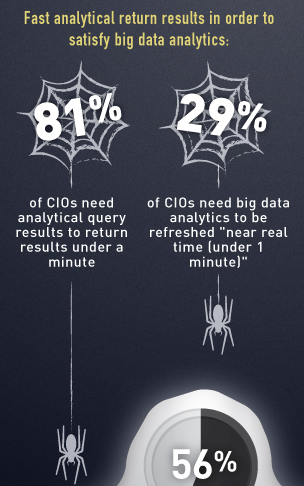 Fast analytical return results in order to
satisfy big data analytics:
81%
of CIOs need
analytical query
results to return
results under a
minute
29%
of CIOs need big data
analytics to be
refreshed "near real
time (under 1
minute)"
56%